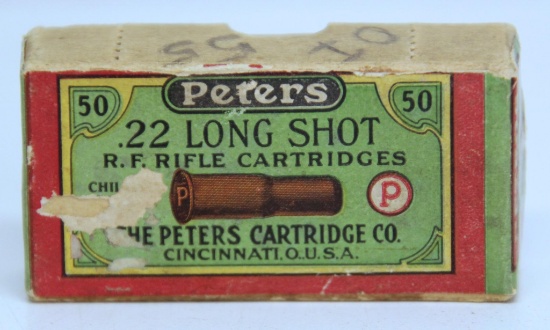 50 Peters 50
.22 LONG SHOT
R.F. RIFLE CARTRIDGES
P
P
THE PETERS CARTRIDGE CO.
CINCINNATI.O.U.S.A.